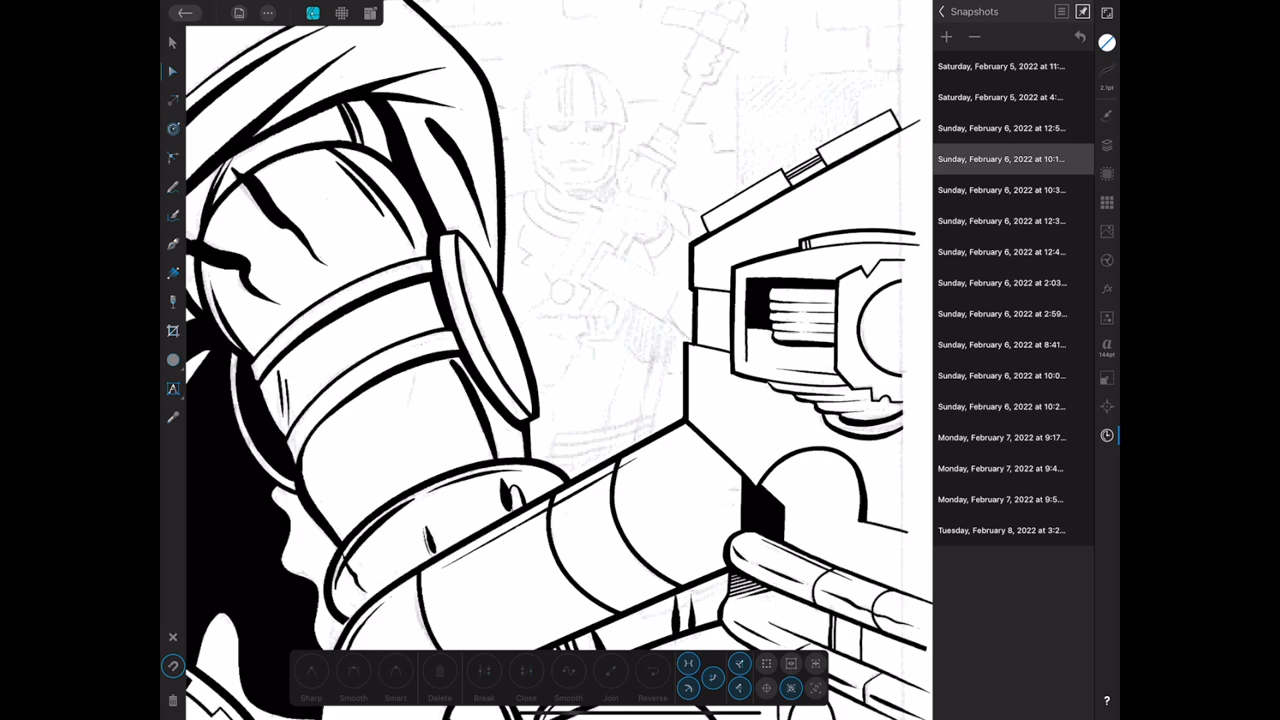 Snapshots
Saturday, February 5, 2022 at 11:...
Saturday, February 5, 2022 at 4:...
Sunday, February 6, 2022 at 12:5...
Sunday, February 6, 2022 at 10:1...
Sunday, February 6, 2022 at 10:3...
Sunday, February 6, 2022 at 12:3...
Sunday, February 6, 2022 at 12:4...
Sunday, February 6, 2022 at 2:03...
Sunday, February 6, 2022 at 2:59...
Sunday, February 6, 2022 at 8:41...
Sunday, February 6, 2022 at 10:0...
Sunday, February 6, 2022 at 10:2...
Monday, February 7, 2022 at 9:17...
Monday, February 7, 2022 at 9:4...
Monday, February 7, 2022 at 9:5...
Tuesday, February 8, 2022 at 3:2...
2.1pt
fx
a
144pt
?
A
Sharp Smooth Smart Delete Break Close Smooth Join Reverse